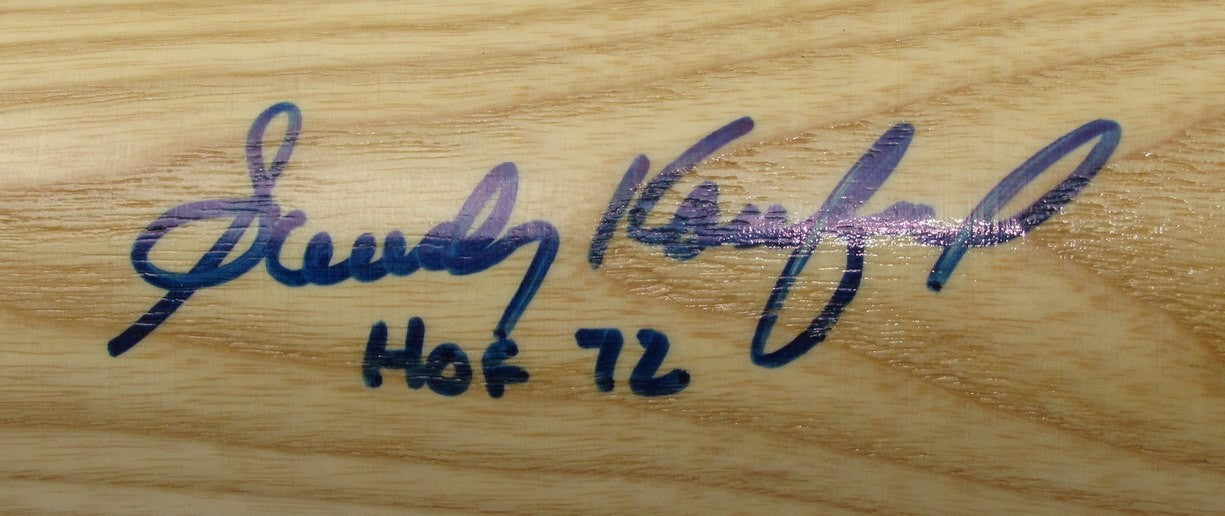 Sandy Koufax
HOF 72